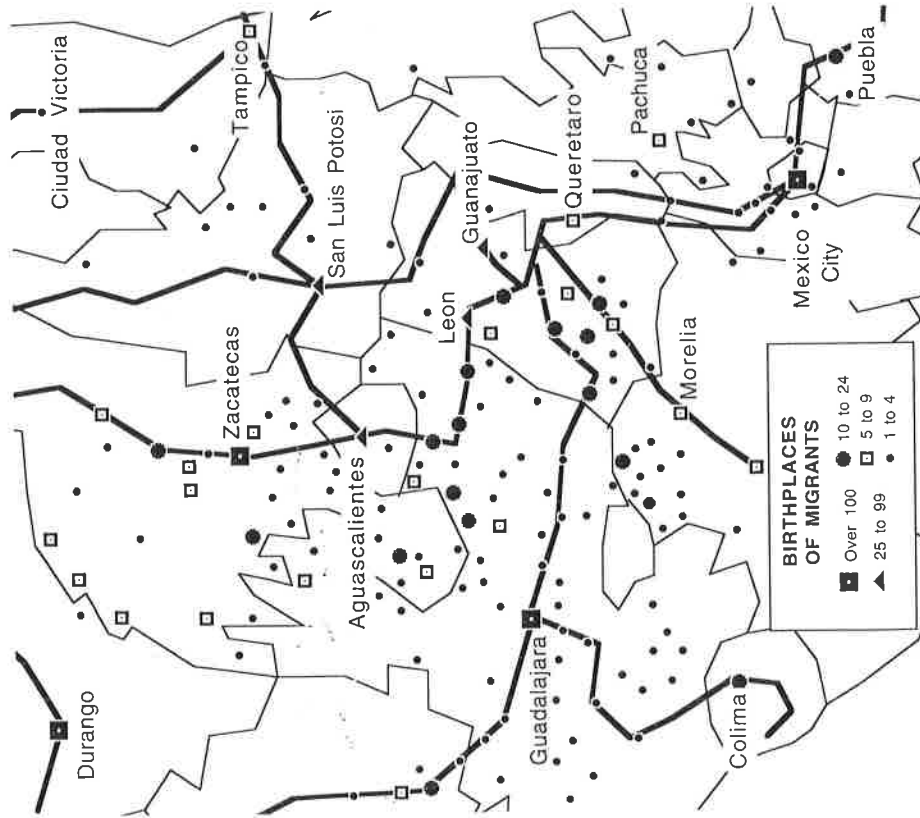 Ciudad Victoria
Tampico
San Luis Potosi
Durango
Zacatecas
Guanajuato
Aguascalientes
Leon
Queretaro
Pachuca
Guadalajara
Puebla
Morelia
Mexico
City
Colima
BIRTHPLACES
OF MIGRANTS
Over 100
25 to 99
10 to 24
5 to 9
1 to 4